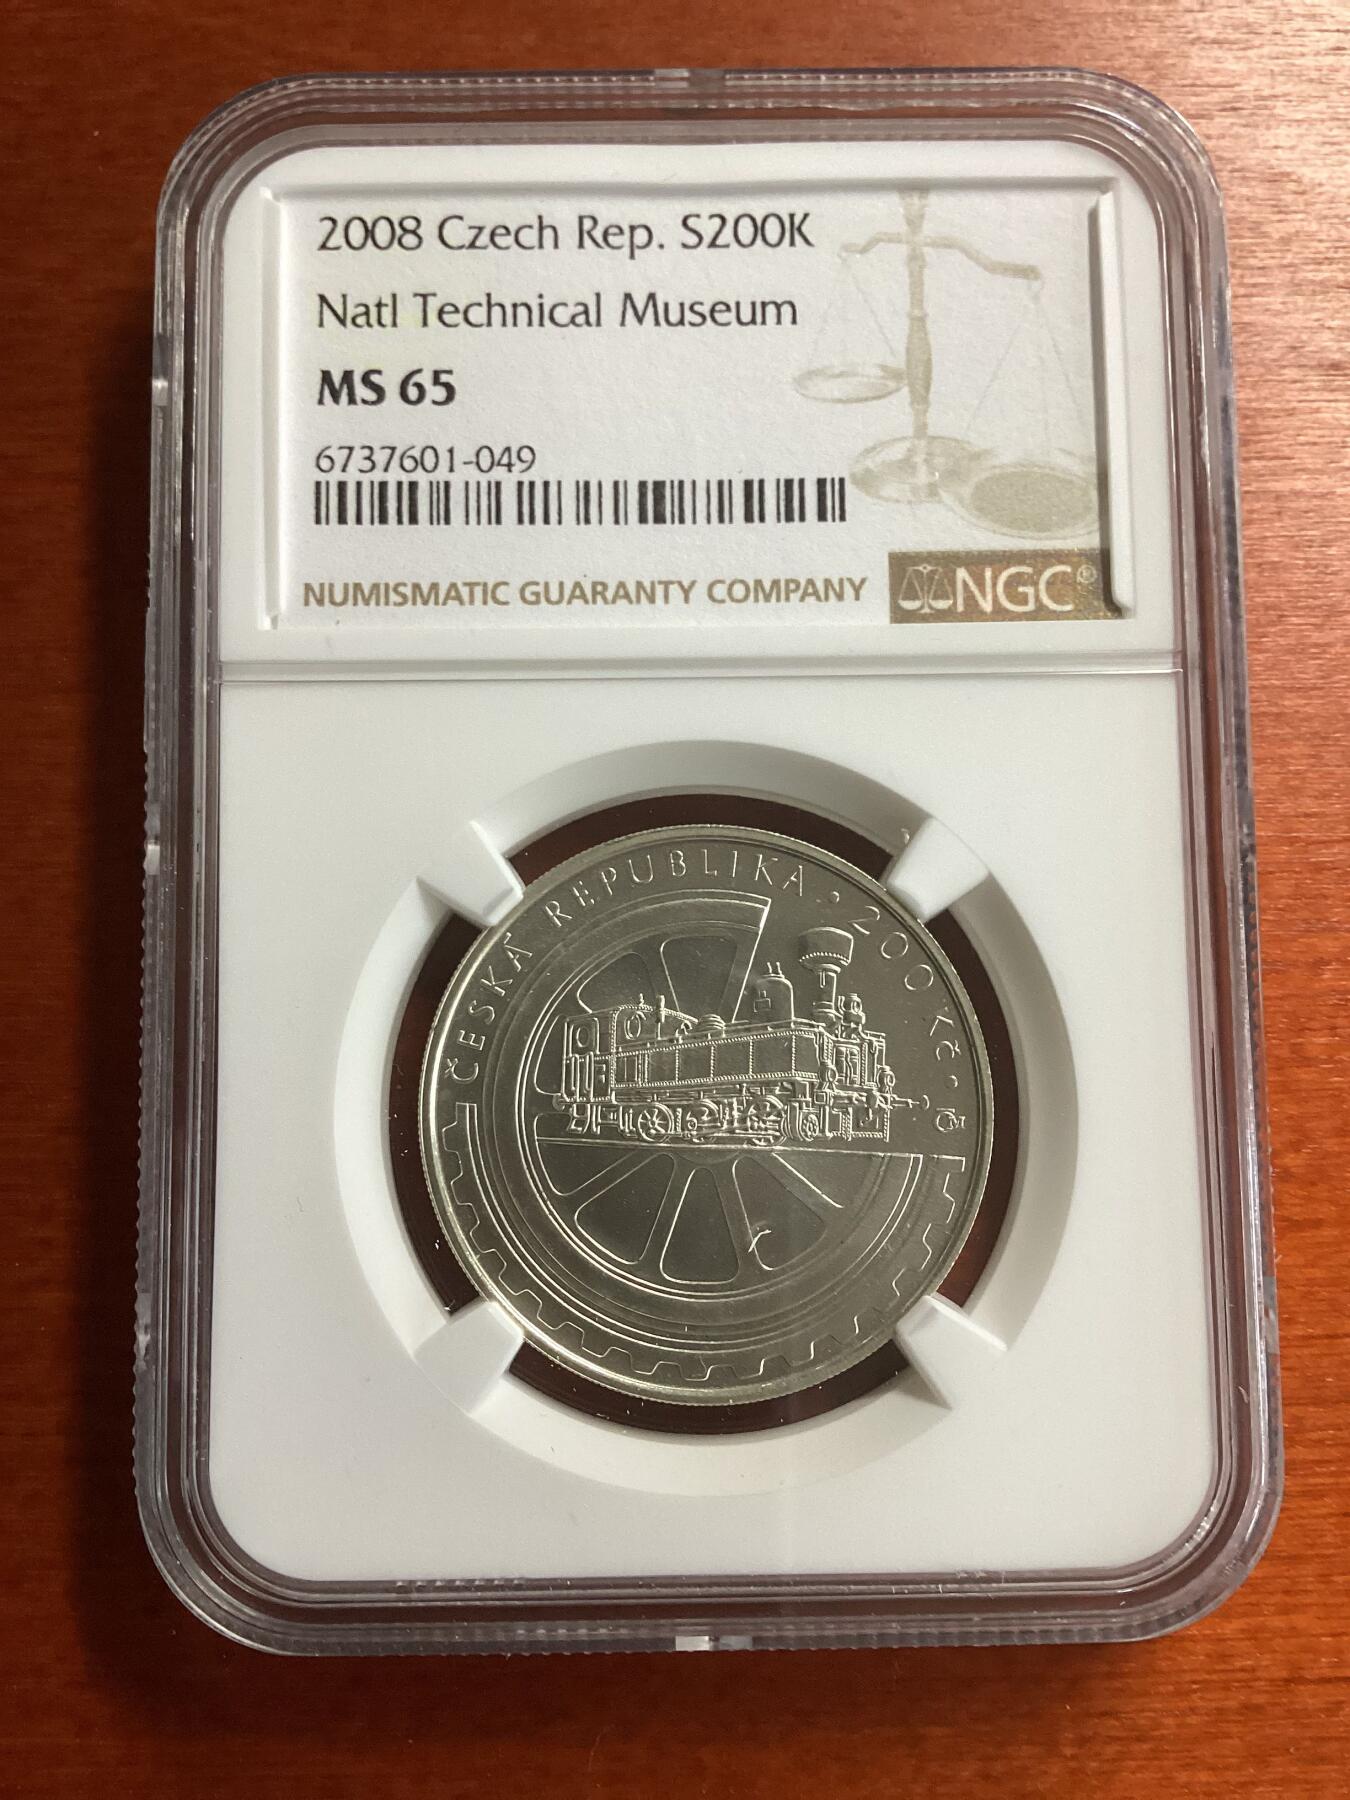 2008 Czech Rep. S200K
Natl Technical Museum
MS 65
6737601-049
NUMISMATIC GUARANTY COMPANY
NGC®
ČESKÁ REPUBLIKA · 200 KČ ·